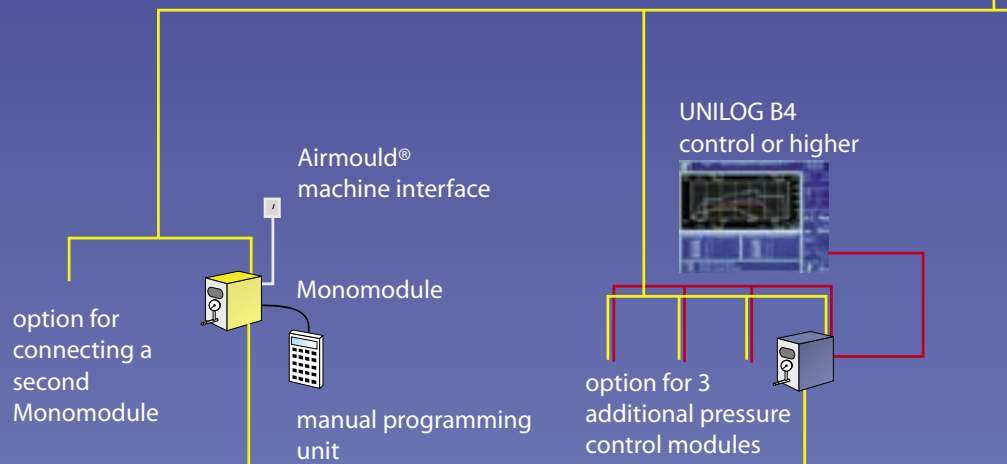 UNILOG B4
control or higher
Airmould®
machine interface
Monomodule
option for
connecting a
second
Monomodule
manual programming
unit
option for 3
additional pressure
control modules